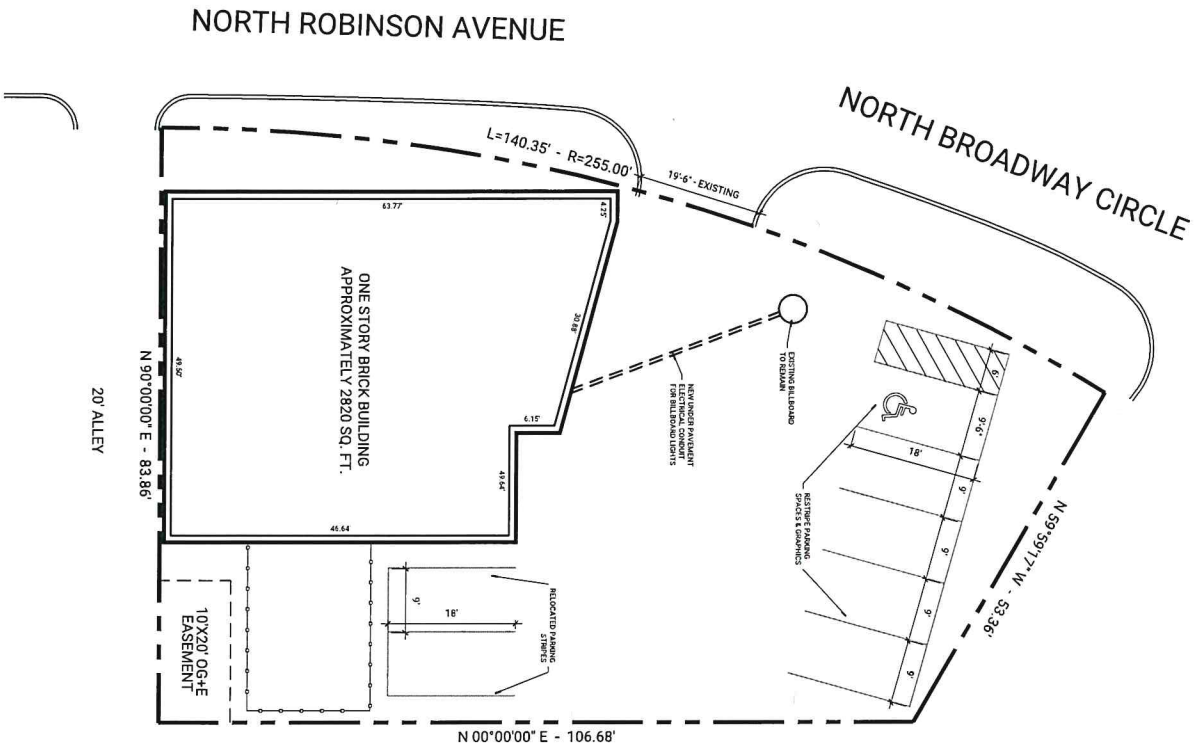 NORTH ROBINSON AVENUE
NORTH BROADWAY CIRCLE
L=140.35' - R=255.00'
19'-6" - EXISTING
63.77'
4.25'
ONE STORY BRICK BUILDING
APPROXIMATELY 2820 SQ. FT.
30.88'
49.50'
6.15'
49.64'
46.64
N 90°00'00" E - 83.86'
20' ALLEY
EXISTING BILLBOARD
TO REMAIN
NEW UNDER PAVEMENT
ELECTRICAL CONDUIT
FOR BILLBOARD LIGHTS
6'
9'-6"
18'
9'
9'
9'
9'
RESTRIPE PARKING
SPACES & GRAPHICS
N 59°59'17" W - 53.36'
9'
18'
RELOCATED PARKING
STRIPES
10'X20' OG+E
EASEMENT
N 00°00'00" E - 106.68'